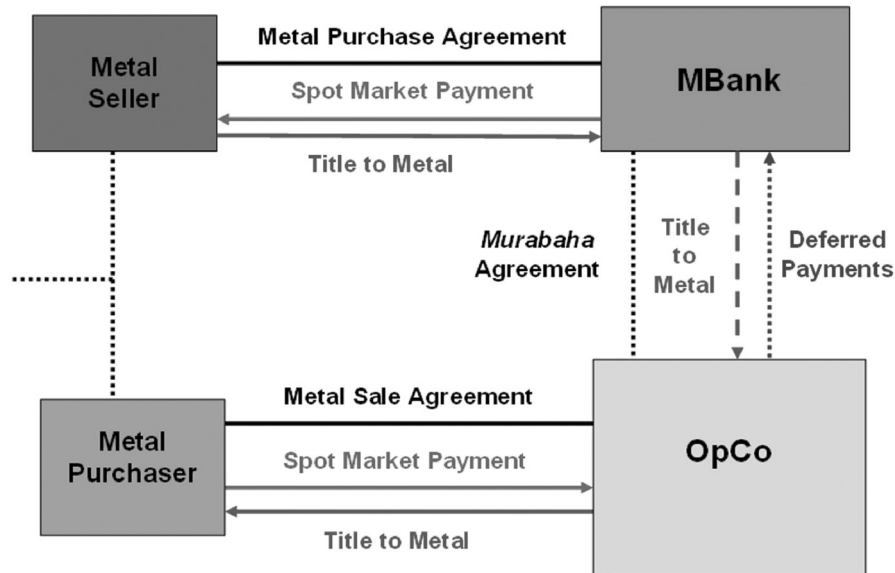 Metal Purchase Agreement
Metal
Seller
Spot Market Payment
MBank
Title to Metal
Murabaha
Agreement
Title
to
Metal
Deferred
Payments
Metal Sale Agreement
Metal
Purchaser
Spot Market Payment
OpCo
Title to Metal